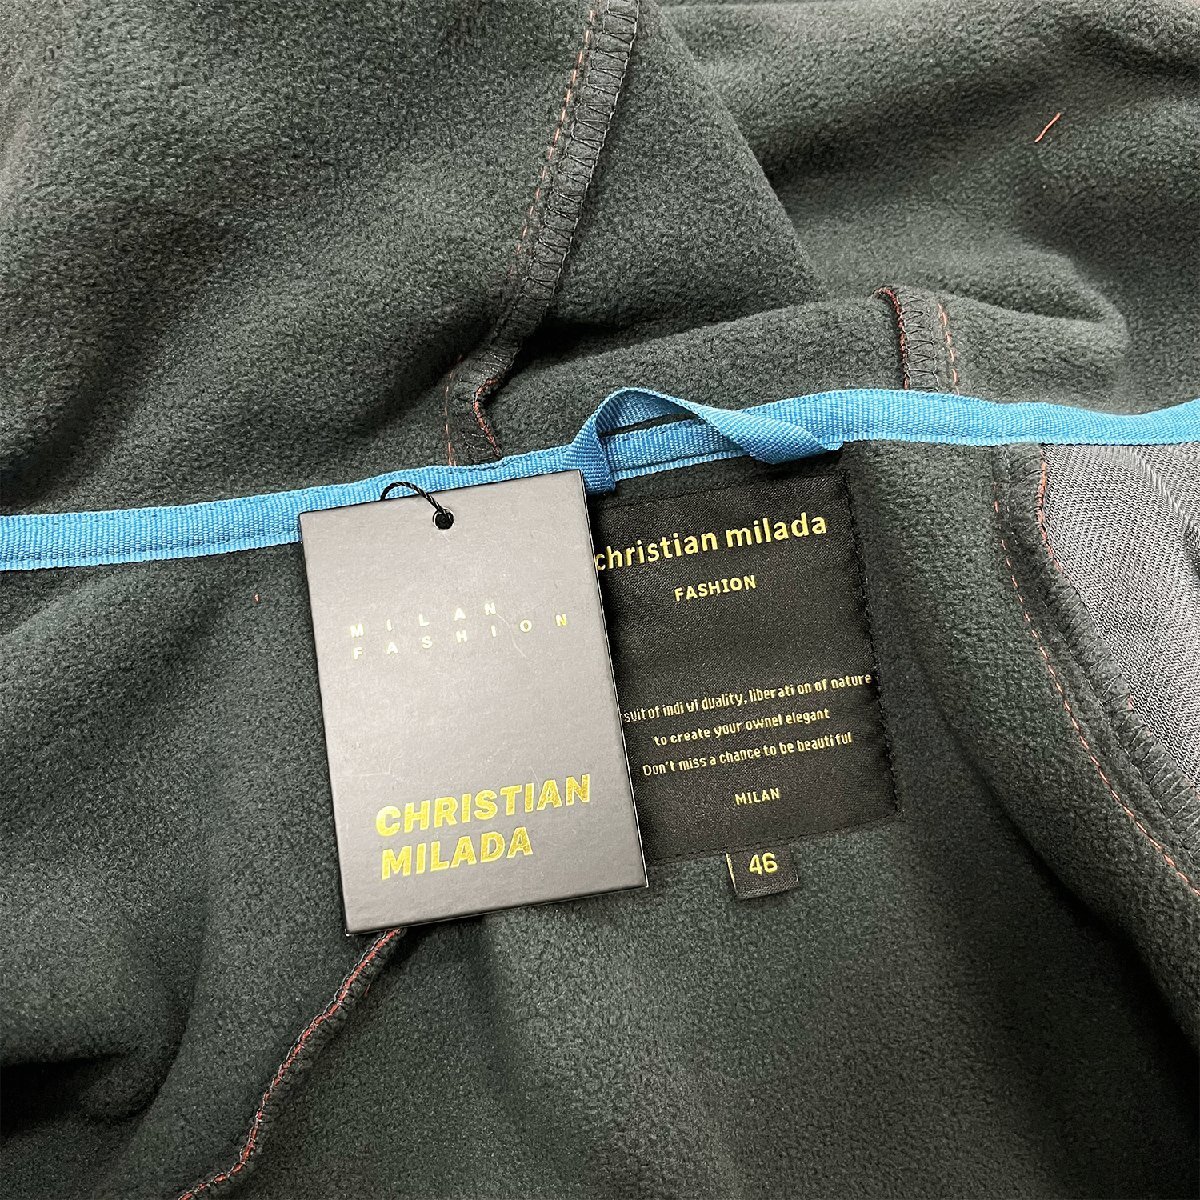 MILAN
FASHION
CHRISTIAN
MILADA
christian milada
FASHION
suit of indi vi duality, liberati on of nature
to create your ownel elegant
Don't miss a chance to be beautiful
MILAN
46